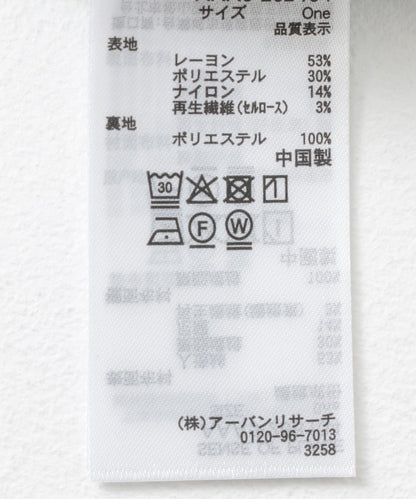 サイズ One
品質表示
表地
レーヨン 53%
ポリエステル 30%
ナイロン 14%
再生繊維(セルロース) 3%
裏地
ポリエステル 100%
中国製
30
F W
(株)アーバンリサーチ
0120-96-7013
3258